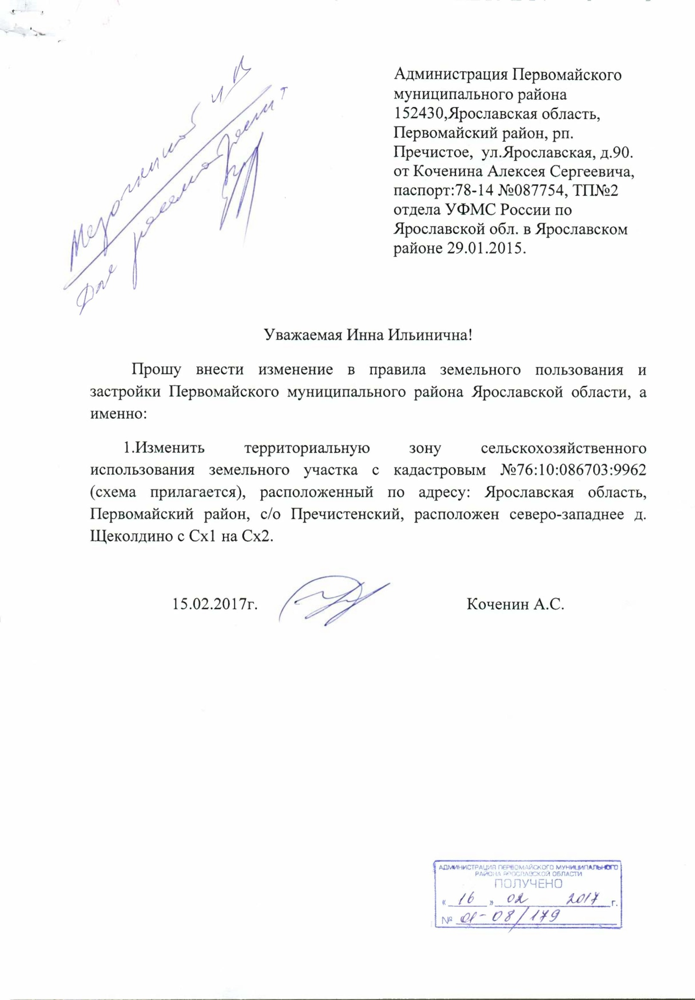 Администрация Первомайского
муниципального района
152430,Ярославская область,
Первомайский район, рп.
Пречистое,  ул.Ярославская, д.90.
от Коченина Алексея Сергеевича,
паспорт:78-14 №087754, ТП№2
отдела УФМС России по
Ярославской обл. в Ярославском
районе 29.01.2015.
И В
Для рассмотрения
Уважаемая Инна Ильинична!
Прошу внести изменение в правила земельного пользования и
застройки Первомайского муниципального района Ярославской области, а
именно:
1.Изменить территориальную зону сельскохозяйственного
использования земельного участка с кадастровым №76:10:086703:9962
(схема прилагается), расположенный по адресу: Ярославская область,
Первомайский район, с/о Пречистенский, расположен северо-западнее д.
Щеколдино с Сх1 на Сх2.
15.02.2017г. Коченин А.С.
АДМИНИСТРАЦИЯ ПЕРВОМАЙСКОГО МУНИЦИПАЛЬНОГО
РАЙОНА ЯРОСЛАВСКОЙ ОБЛАСТИ
ПОЛУЧЕНО
« 16 » 02 2017 г.
№ 01-08/179